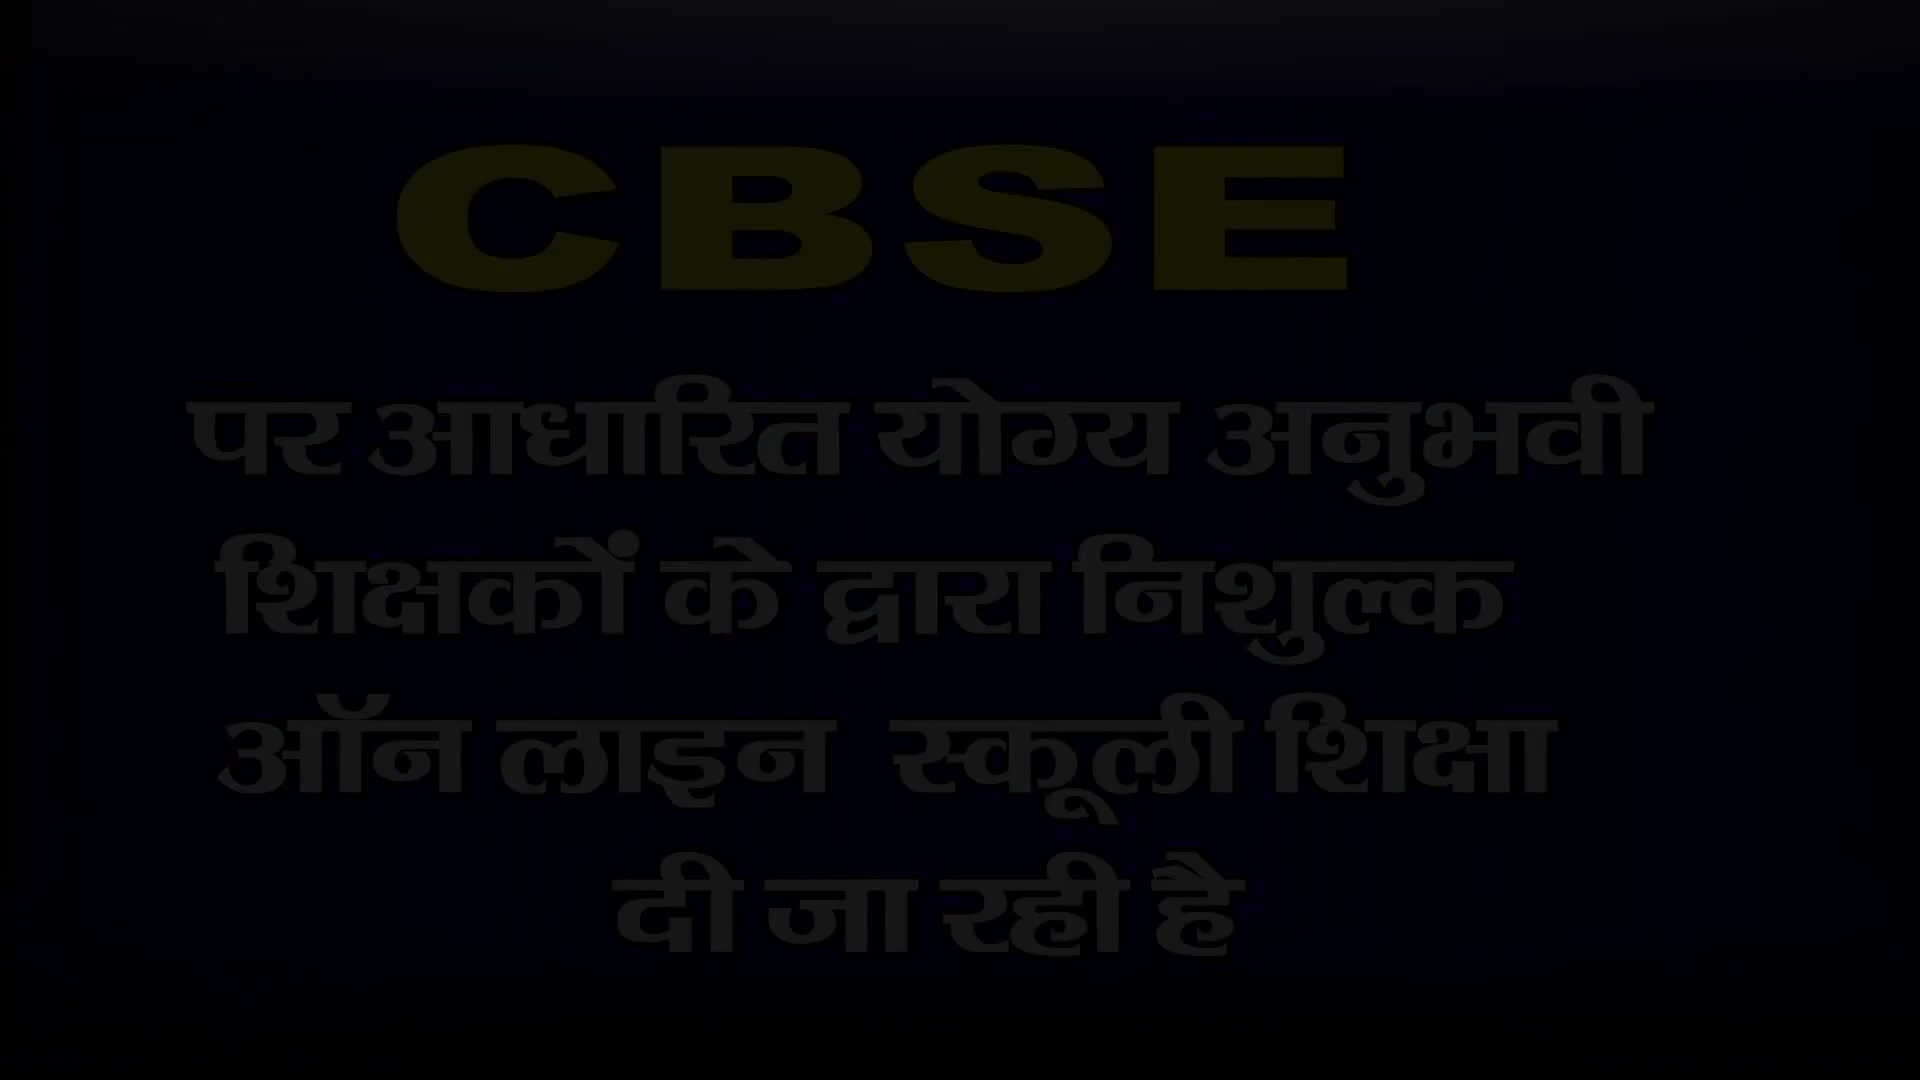 CBSE
पर आधारित योग्य अनुभवी
शिक्षकों के द्वारा निशुल्क
ऑन लाइन स्कूली शिक्षा
दी जा रही है